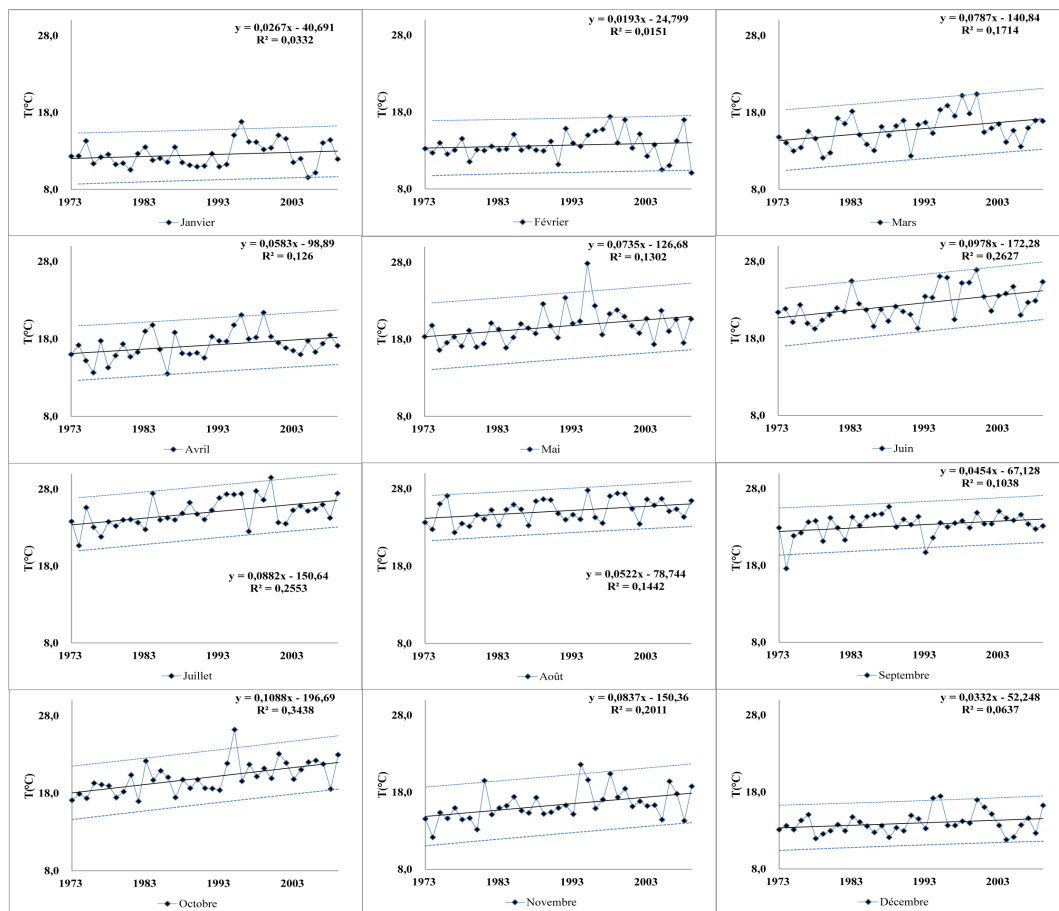 y = 0,0267x - 40,691
R² = 0,0332
28,0
18,0
8,0
T(°C)
1973 1983 1993 2003
Janvier
y = 0,0193x - 24,799
R² = 0,0151
28,0
18,0
8,0
T(°C)
1973 1983 1993 2003
Février
y = 0,0787x - 140,84
R² = 0,1714
28,0
18,0
8,0
T(°C)
1973 1983 1993 2003
Mars
y = 0,0583x - 98,89
R² = 0,126
28,0
18,0
8,0
T(°C)
1973 1983 1993 2003
Avril
y = 0,0735x - 126,68
R² = 0,1302
28,0
18,0
8,0
T(°C)
1973 1983 1993 2003
Mai
y = 0,0978x - 172,28
R² = 0,2627
28,0
18,0
8,0
T(°C)
1973 1983 1993 2003
Juin
28,0
18,0
8,0
T(°C)
y = 0,0882x - 150,64
R² = 0,2553
1973 1983 1993 2003
Juillet
28,0
18,0
8,0
T(°C)
y = 0,0522x - 78,744
R² = 0,1442
1973 1983 1993 2003
Août
y = 0,0454x - 67,128
R² = 0,1038
28,0
18,0
8,0
T(°C)
1973 1983 1993 2003
Septembre
y = 0,1088x - 196,69
R² = 0,3438
28,0
18,0
8,0
T(°C)
1973 1983 1993 2003
Octobre
y = 0,0837x - 150,36
R² = 0,2011
28,0
18,0
8,0
T(°C)
1973 1983 1993 2003
Novembre
y = 0,0332x - 52,248
R² = 0,0637
28,0
18,0
8,0
T(°C)
1973 1983 1993 2003
Décembre